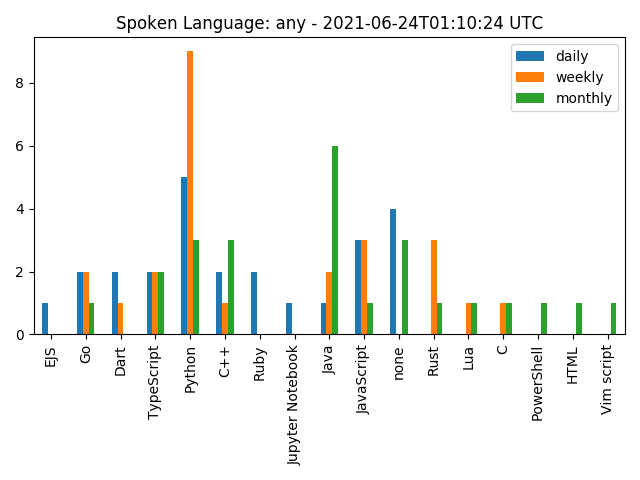 Spoken Language: any - 2021-06-24T01:10:24 UTC
daily
weekly
monthly
8
6
4
2
0
EJS
Go
Dart
TypeScript
Python
C++
Ruby
Jupyter Notebook
Java
JavaScript
none
Rust
Lua
C
PowerShell
HTML
Vim script